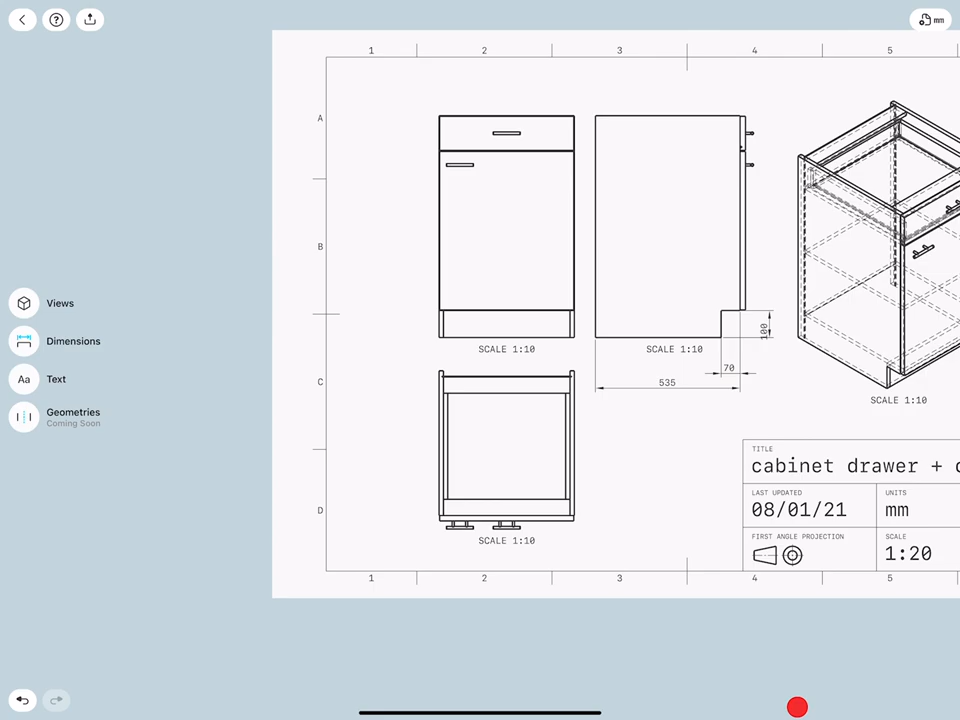 mm
1 2 3 4 5
A
B
C
D
SCALE 1:10
SCALE 1:10
100
70
535
SCALE 1:10
SCALE 1:10
Views
Dimensions
Aa Text
Geometries
Coming Soon
TITLE
cabinet drawer +
LAST UPDATED
08/01/21
UNITS
mm
FIRST ANGLE PROJECTION
SCALE
1:20
1 2 3 4 5